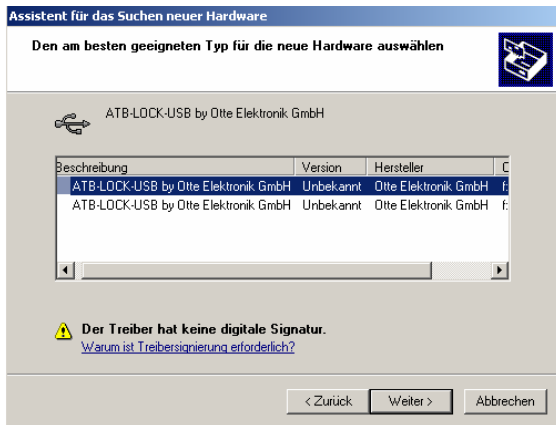 Assistent für das Suchen neuer Hardware
Den am besten geeigneten Typ für die neue Hardware auswählen
ATB-LOCK-USB by Otte Elektronik GmbH
Beschreibung Version Hersteller
ATB-LOCK-USB by Otte Elektronik GmbH Unbekannt Otte Elektronik GmbH f:
ATB-LOCK-USB by Otte Elektronik GmbH Unbekannt Otte Elektronik GmbH f:
Der Treiber hat keine digitale Signatur.
Warum ist Treibersignierung erforderlich?
< Zurück Weiter > Abbrechen